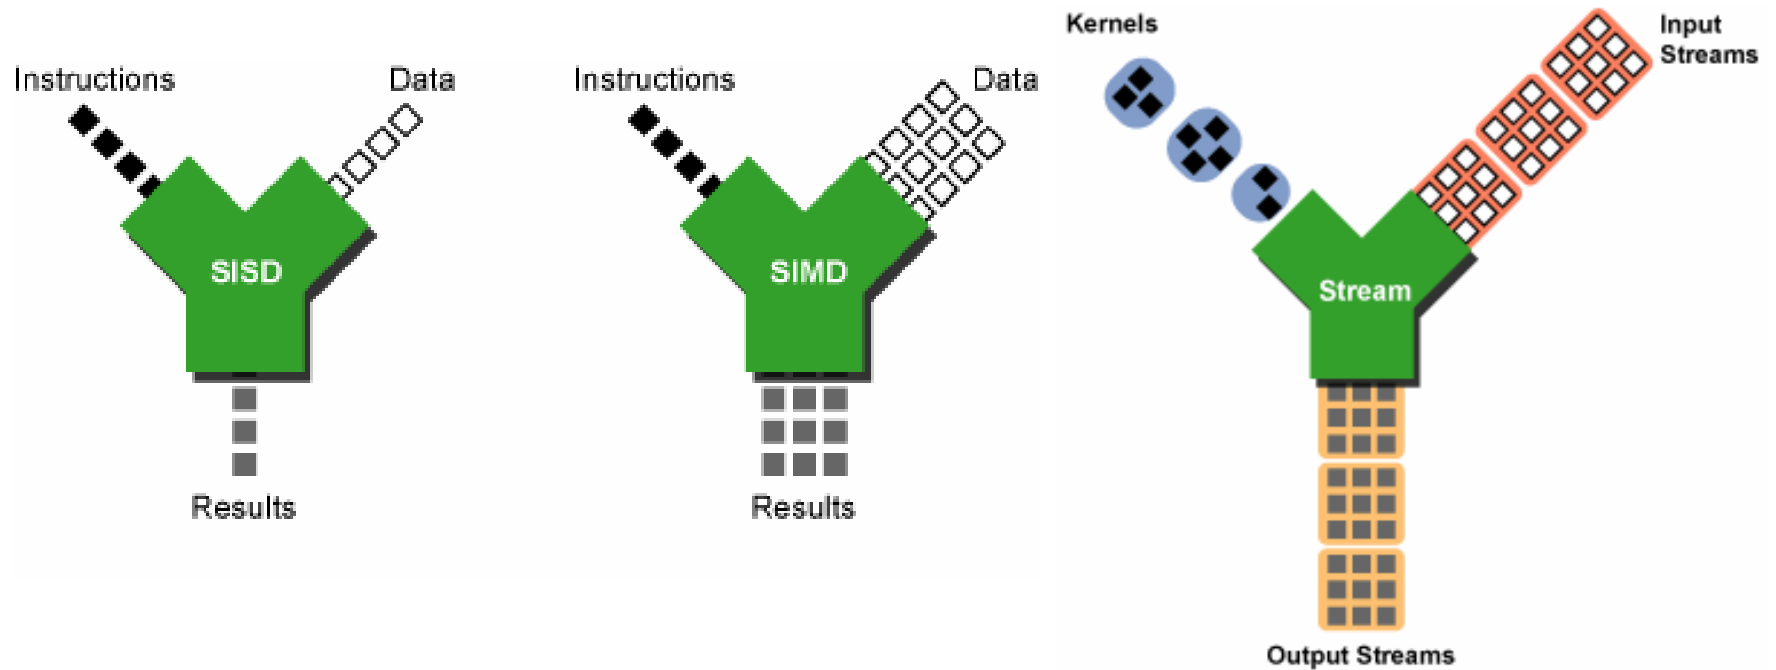 Instructions
Data
SISD
Results
Instructions
Data
SIMD
Results
Kernels
Input
Streams
Stream
Output Streams